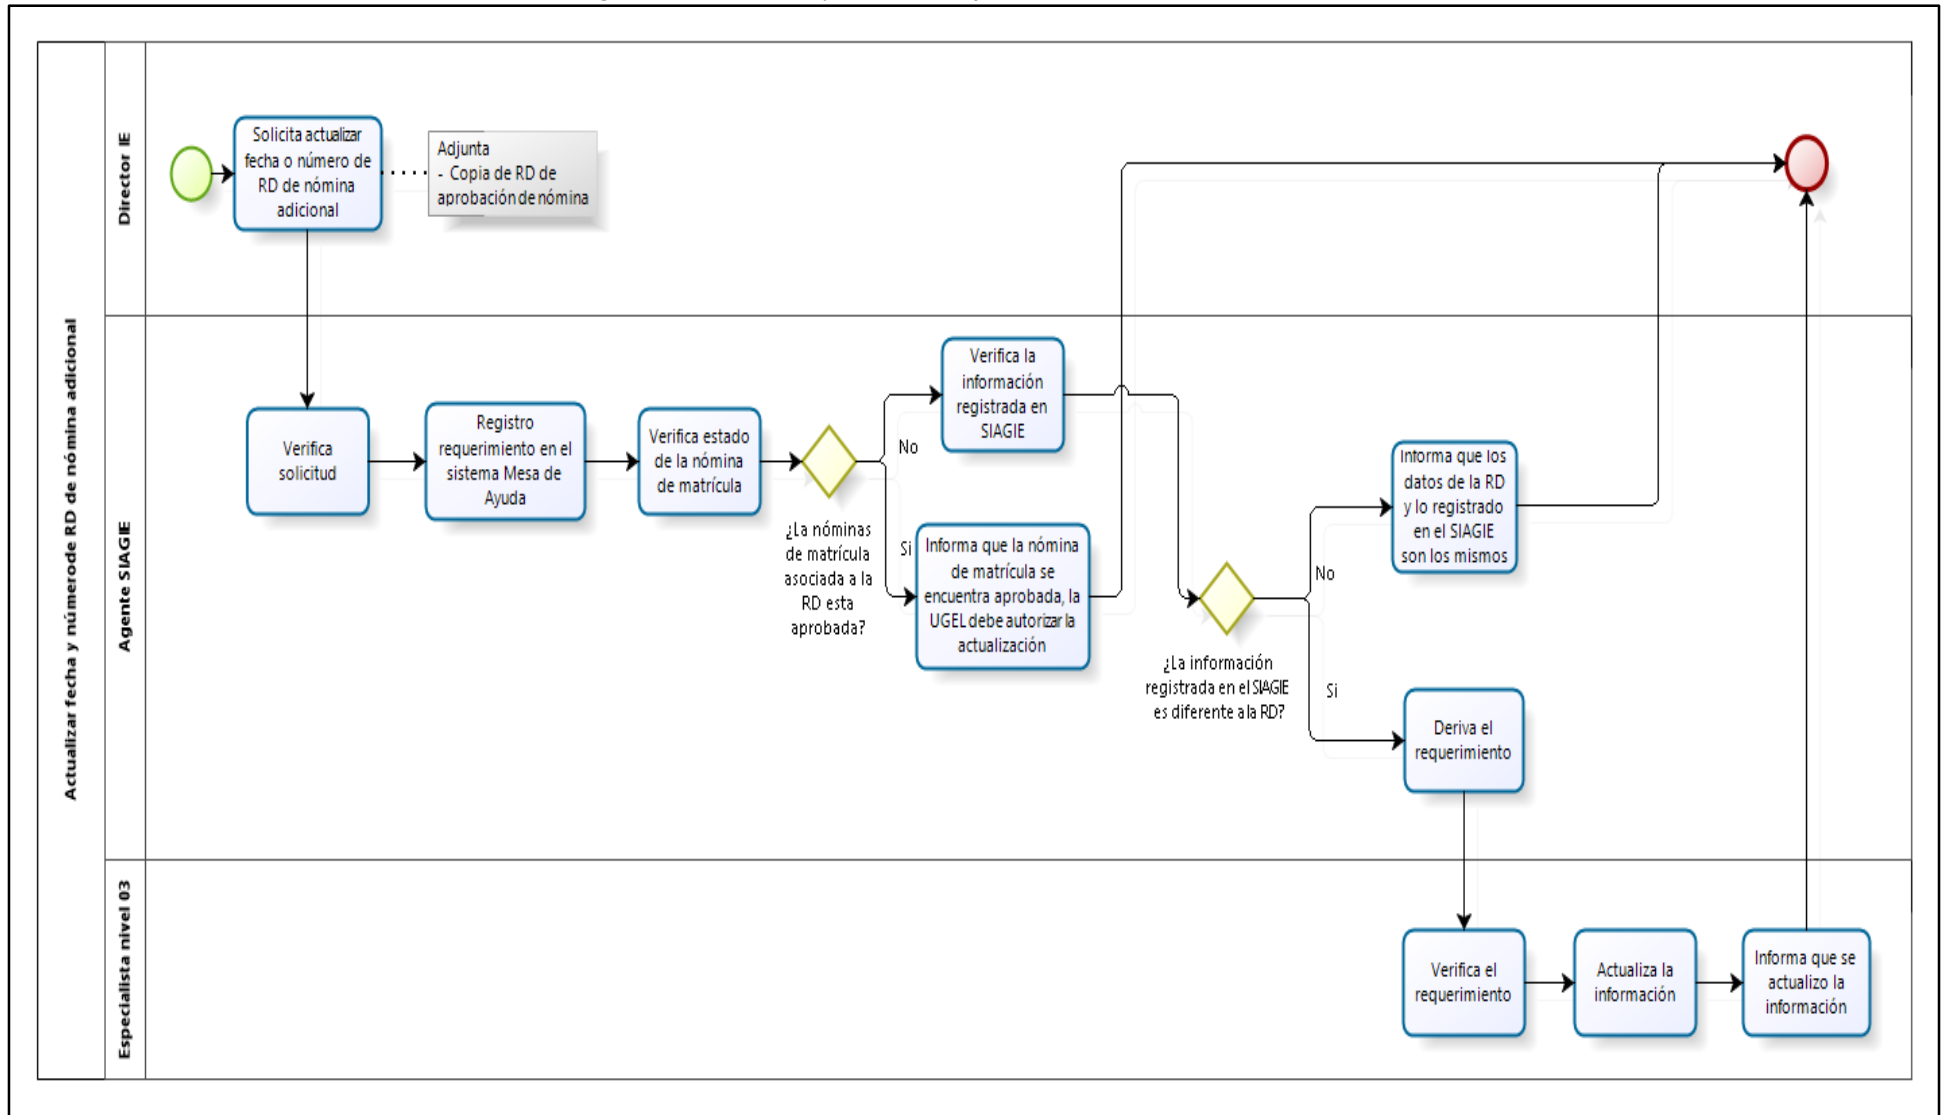 Actualizar fecha y númerode RD de nómina adicional
Director IE
Solicita actualizar
fecha o número de
RD de nómina
adicional
Adjunta
- Copia de RD de
aprobación de nómina
Agente SIAGIE
Verifica
solicitud
Registro
requerimiento en el
sistema Mesa de
Ayuda
Verifica estado
de la nómina
de matrícula
¿La nóminas
de matrícula
asociada a la
RD esta
aprobada?
No
Si
Verifica la
información
registrada en
SIAGIE
Informa que la nómina
de matrícula se
encuentra aprobada, la
UGEL debe autorizar la
actualización
¿La información
registrada en el SIAGIE
es diferente a la RD?
No
Si
Informa que los
datos de la RD
y lo registrado
en el SIAGIE
son los mismos
Deriva el
requerimiento
Especialista nivel 03
Verifica el
requerimiento
Actualiza la
información
Informa que se
actualizo la
información